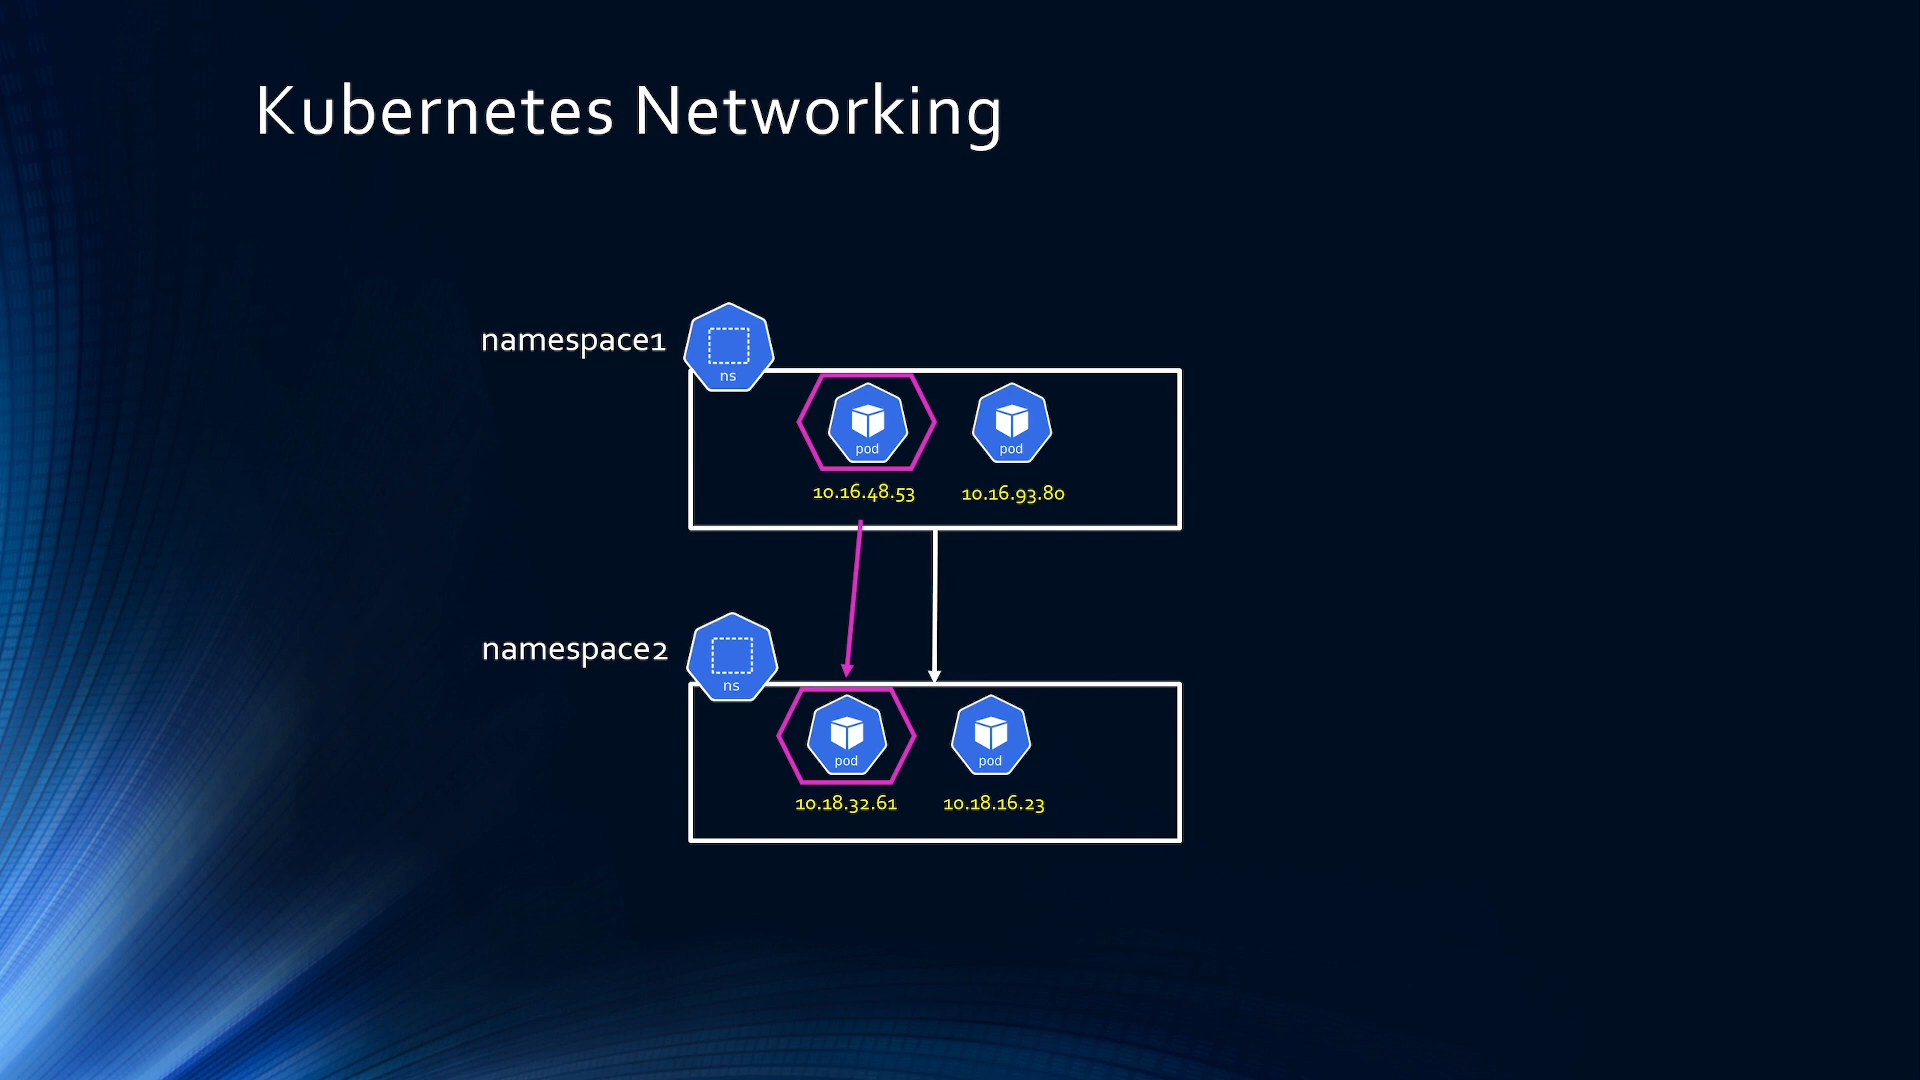 Kubernetes Networking
namespace1
ns
pod
pod
10.16.48.53
10.16.93.80
namespace2
ns
pod
pod
10.18.32.61
10.18.16.23